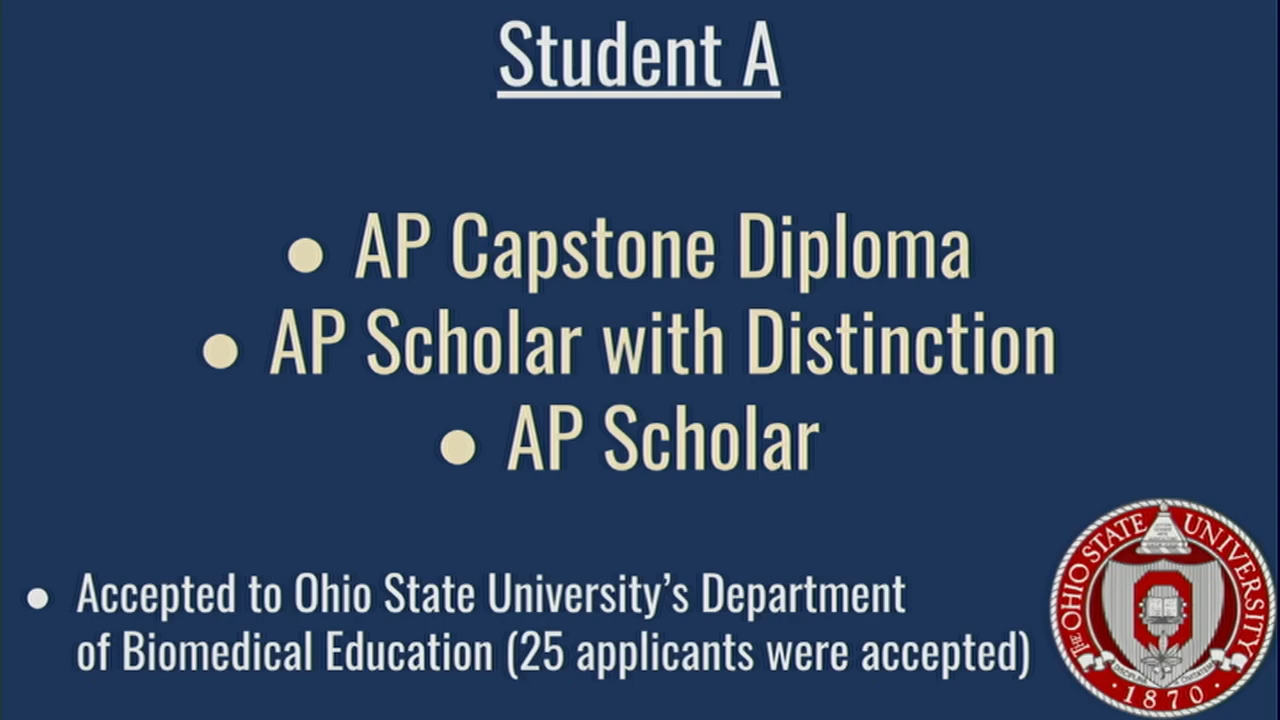 Student A
● AP Capstone Diploma
● AP Scholar with Distinction
● AP Scholar
● Accepted to Ohio State University’s Department
of Biomedical Education (25 applicants were accepted)
THE OHIO STATE UNIVERSITY
1870